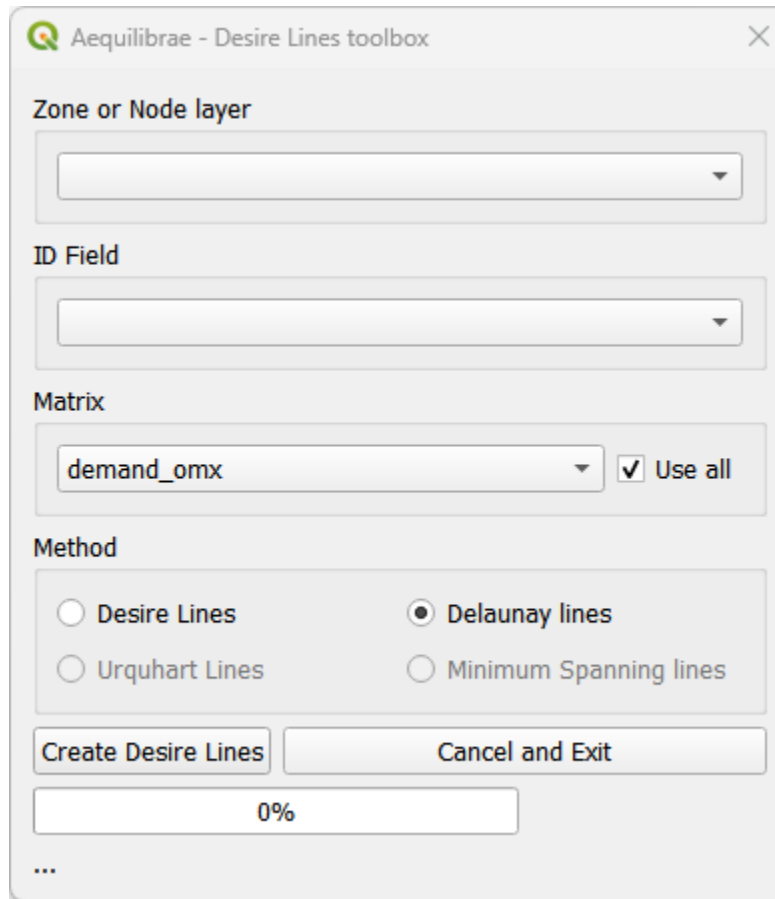 Aequilibrae - Desire Lines toolbox
Zone or Node layer
ID Field
Matrix
demand_omx Use all
Method
Desire Lines Delaunay lines
Urquhart Lines Minimum Spanning lines
Create Desire Lines Cancel and Exit
0%
...